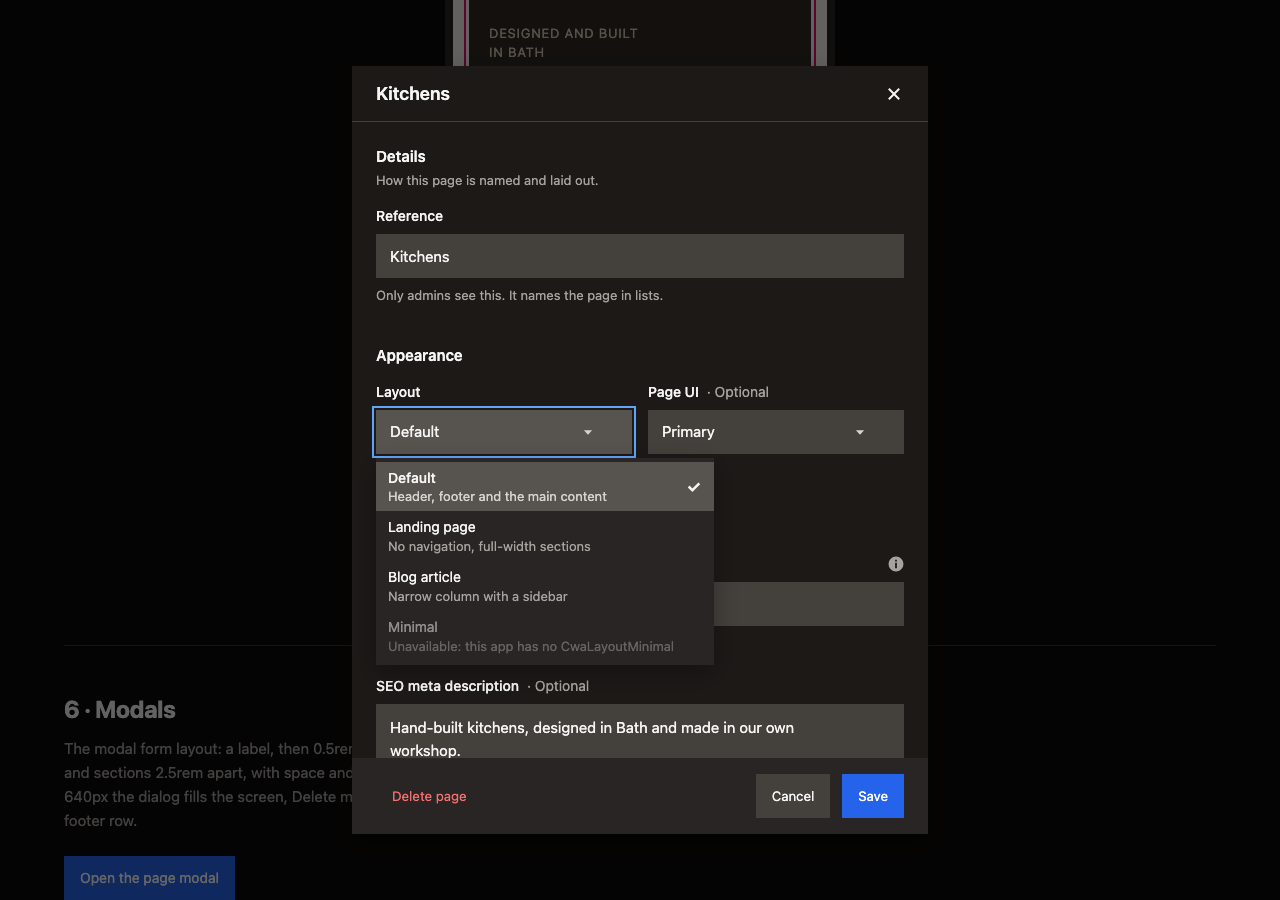 DESIGNED AND BUILT
IN BATH
Kitchens
Details
How this page is named and laid out.
Reference
Kitchens
Only admins see this. It names the page in lists.
Appearance
Layout
Page UI · Optional
Default
Primary
Default
Header, footer and the main content
Landing page
No navigation, full-width sections
Blog article
Narrow column with a sidebar
Minimal
Unavailable: this app has no CwaLayoutMinimal
SEO meta description · Optional
Hand-built kitchens, designed in Bath and made in our own
workshop.
Delete page
Cancel
Save
6 · Modals
The modal form layout: a label, then
and sections 2.5rem apart, with space
640px the dialog fills the screen, Delete
footer row.
Open the page modal